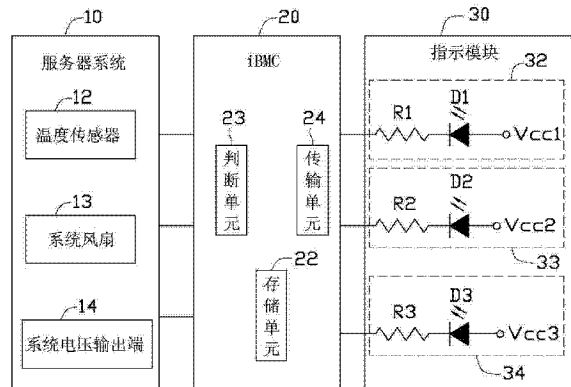 10
服务器系统
12
温度传感器
13
系统风扇
14
系统电压输出端
20
iBMC
23
判断单元
24
传输单元
22
存储单元
30
指示模块
32
R1
D1
Vcc1
R2
D2
Vcc2
33
R3
D3
Vcc3
34